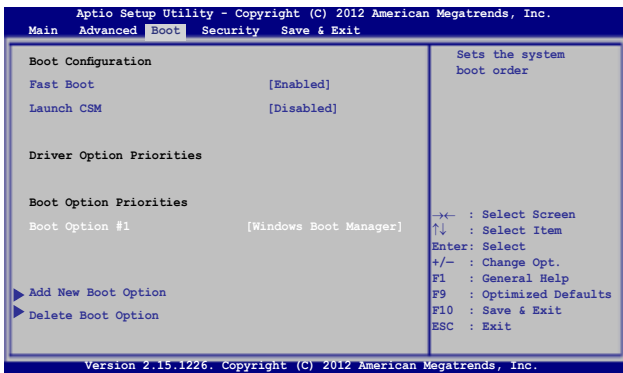 Aptio Setup Utility - Copyright (C) 2012 American Megatrends, Inc.
Main Advanced Boot Security Save & Exit
Boot Configuration
Fast Boot [Enabled]
Launch CSM [Disabled]
Driver Option Priorities
Boot Option Priorities
Boot Option #1 [Windows Boot Manager]
Add New Boot Option
Delete Boot Option
Sets the system
boot order
→← : Select Screen
↑↓ : Select Item
Enter: Select
+/— : Change Opt.
F1 : General Help
F9 : Optimized Defaults
F10 : Save & Exit
ESC : Exit
Version 2.15.1226. Copyright (C) 2012 American Megatrends, Inc.